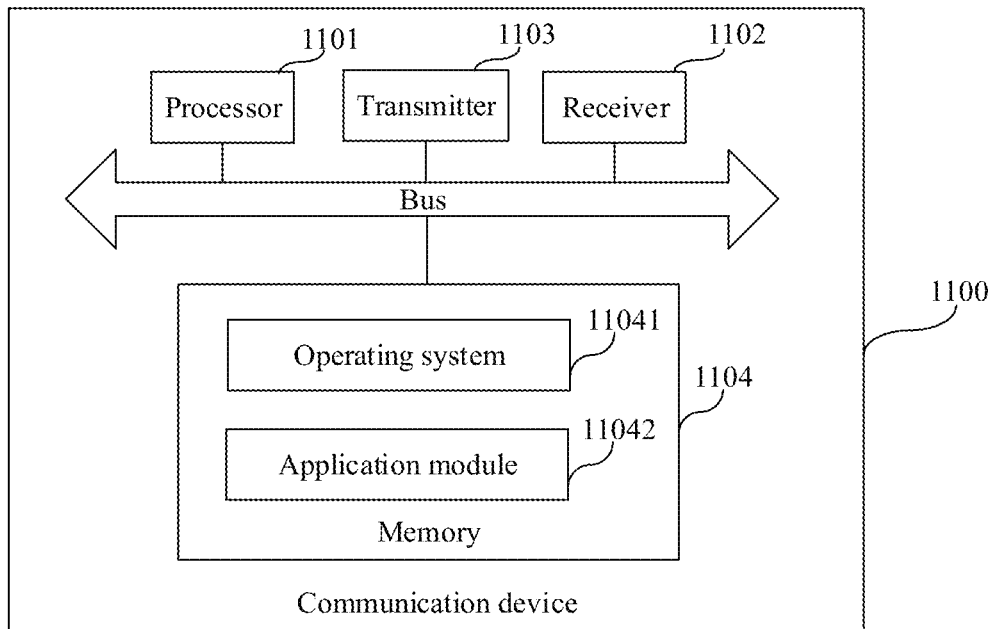 1101
1103
1102
Processor
Transmitter
Receiver
Bus
1100
11041
Operating system
1104
11042
Application module
Memory
Communication device